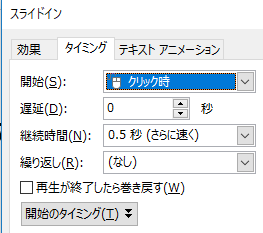 スライドイン
効果 タイミング テキスト アニメーション
開始(S): クリック時
遅延(D): 0 秒
継続時間(N): 0.5 秒 (さらに速く)
繰り返し(R): (なし)
再生が終了したら巻き戻す(W)
開始のタイミング(T)